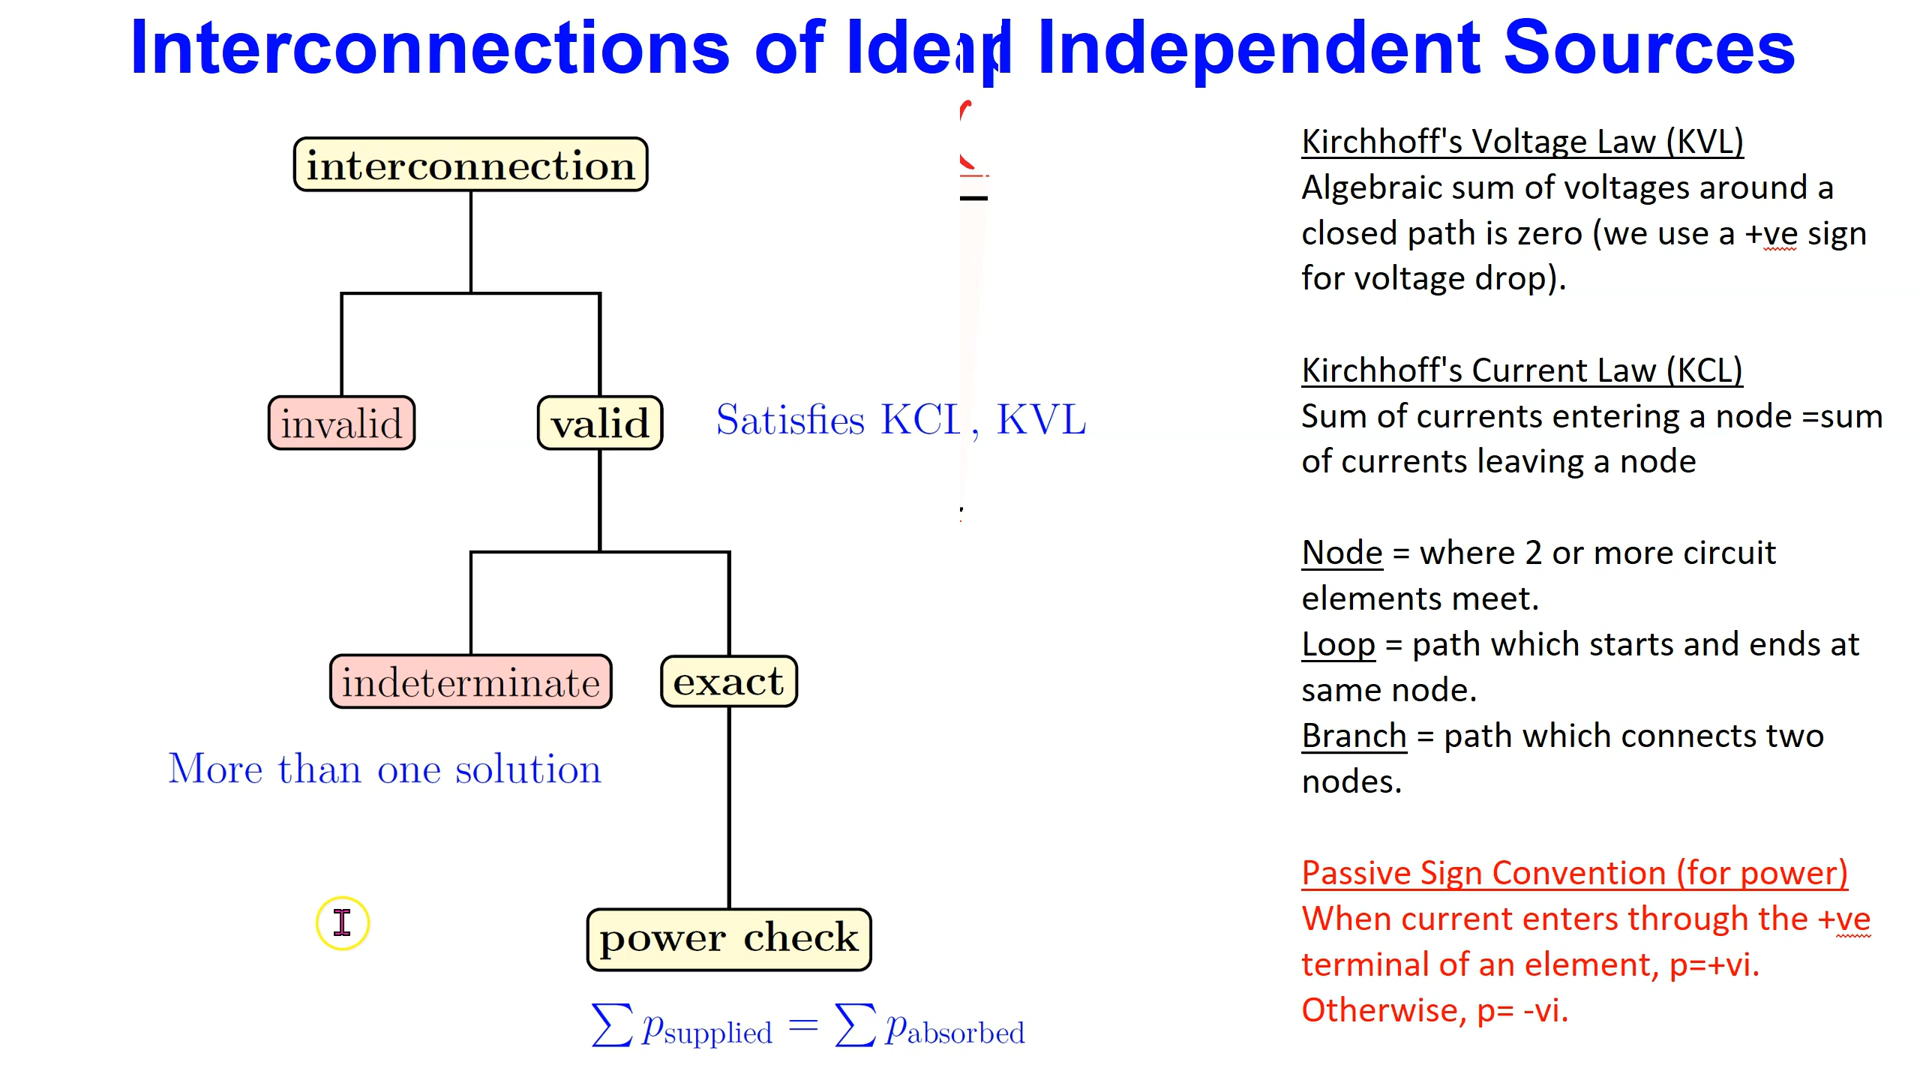 Interconnections of Ideal Independent Sources
interconnection
invalid
valid
Satisfies KCL, KVL
indeterminate
exact
More than one solution
power check
∑ p_supplied = ∑ p_absorbed
Kirchhoff's Voltage Law (KVL)
Algebraic sum of voltages around a
closed path is zero (we use a +ve sign
for voltage drop).
Kirchhoff's Current Law (KCL)
Sum of currents entering a node =sum
of currents leaving a node
Node = where 2 or more circuit
elements meet.
Loop = path which starts and ends at
same node.
Branch = path which connects two
nodes.
Passive Sign Convention (for power)
When current enters through the +ve
terminal of an element, p=+vi.
Otherwise, p= -vi.